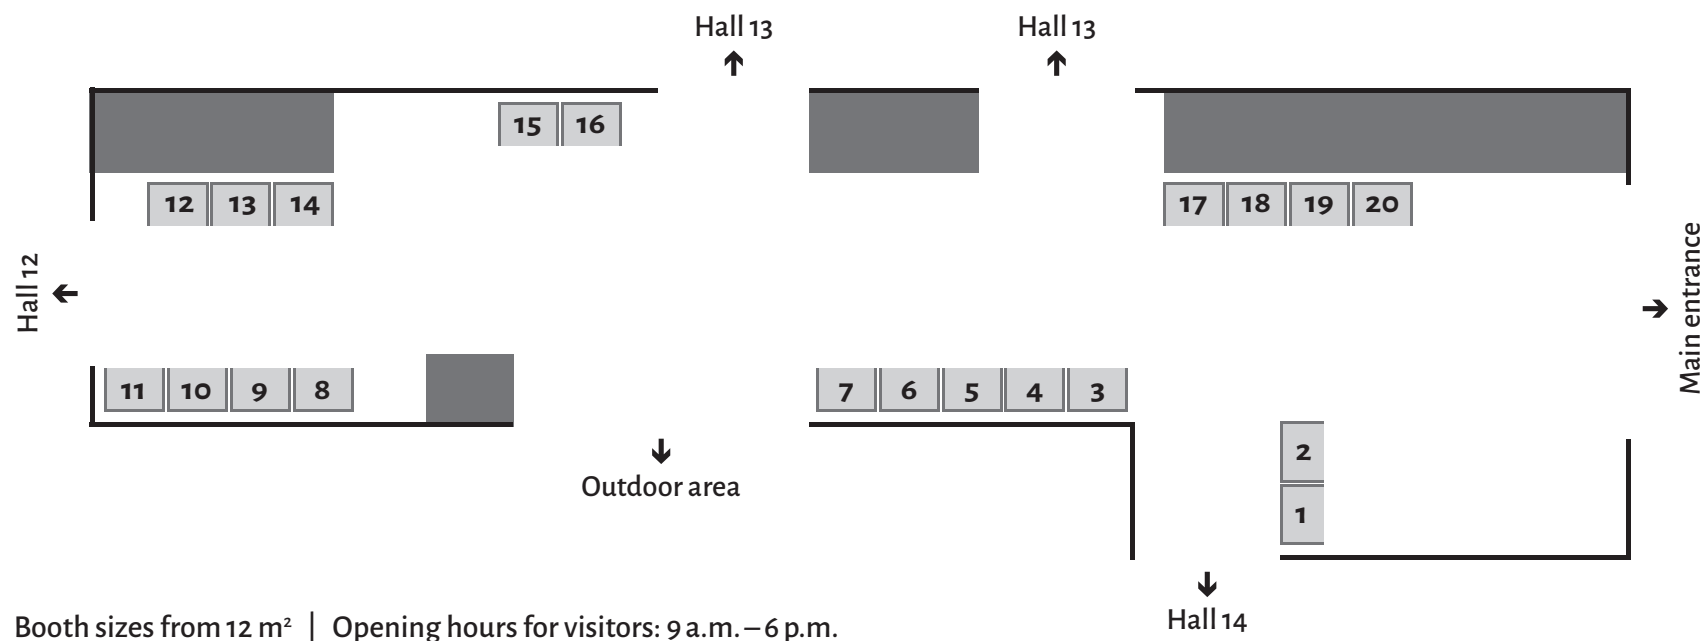 Hall 13 Hall 13
15 16
12 13 14 17 18 19 20
Hall 12
Main entrance
11 10 9 8 7 6 5 4 3
2
Outdoor area
1
Hall 14
Booth sizes from 12 m² | Opening hours for visitors: 9 a.m. – 6 p.m.